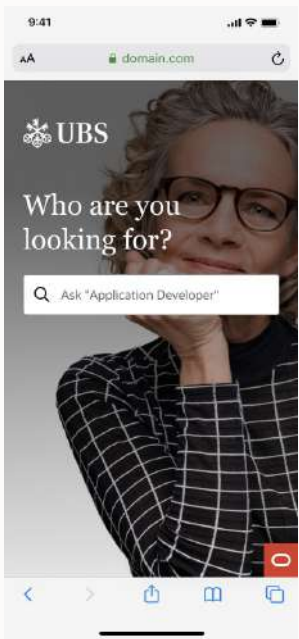 9:41
AA
domain.com
UBS
Who are you
looking for?
Ask "Application Developer"